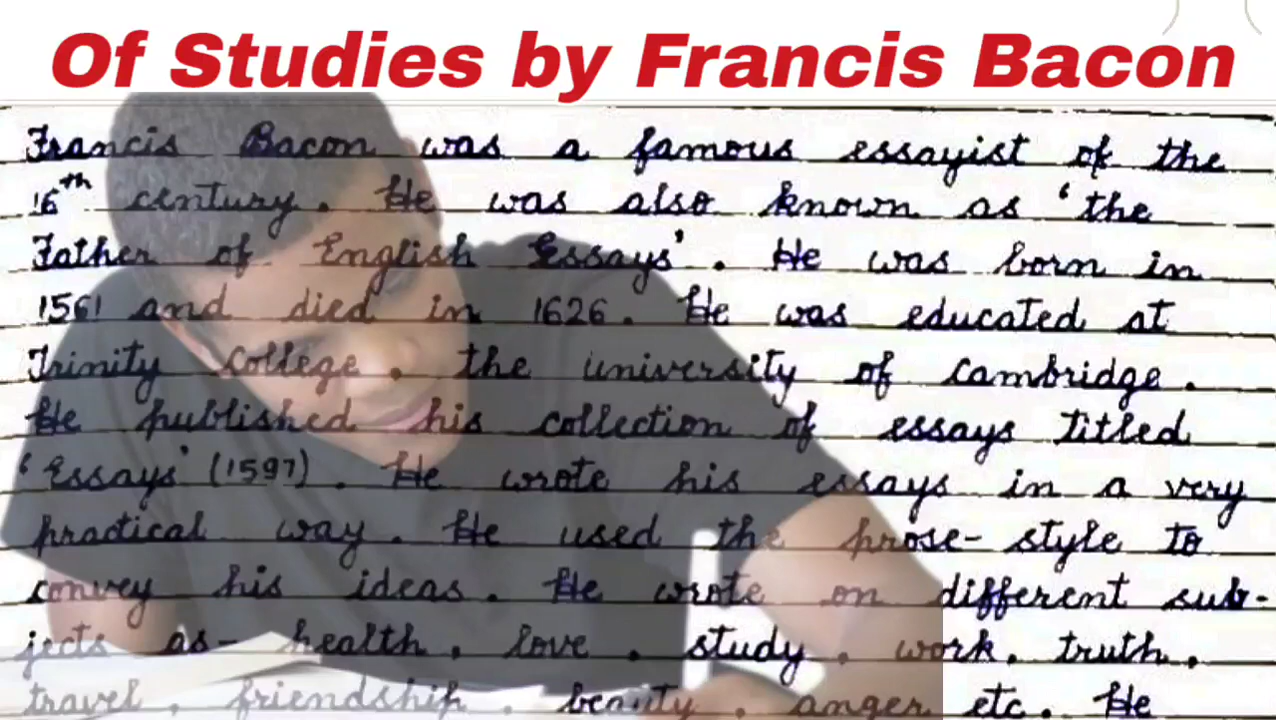 Of Studies by Francis Bacon
Francis Bacon was a famous essayist of the
16th century. He was also known as 'the
Father of English Essays'. He was born in
1561 and died in 1626. He was educated at
Trinity College, the university of Cambridge.
He published his collection of essays titled
'Essays' (1597). He wrote his essays in a very
practical way. He used the prose-style to
convey his ideas. He wrote on different sub-
jects as- health, love, study, work, truth,
travel, friendship, beauty, anger etc. He